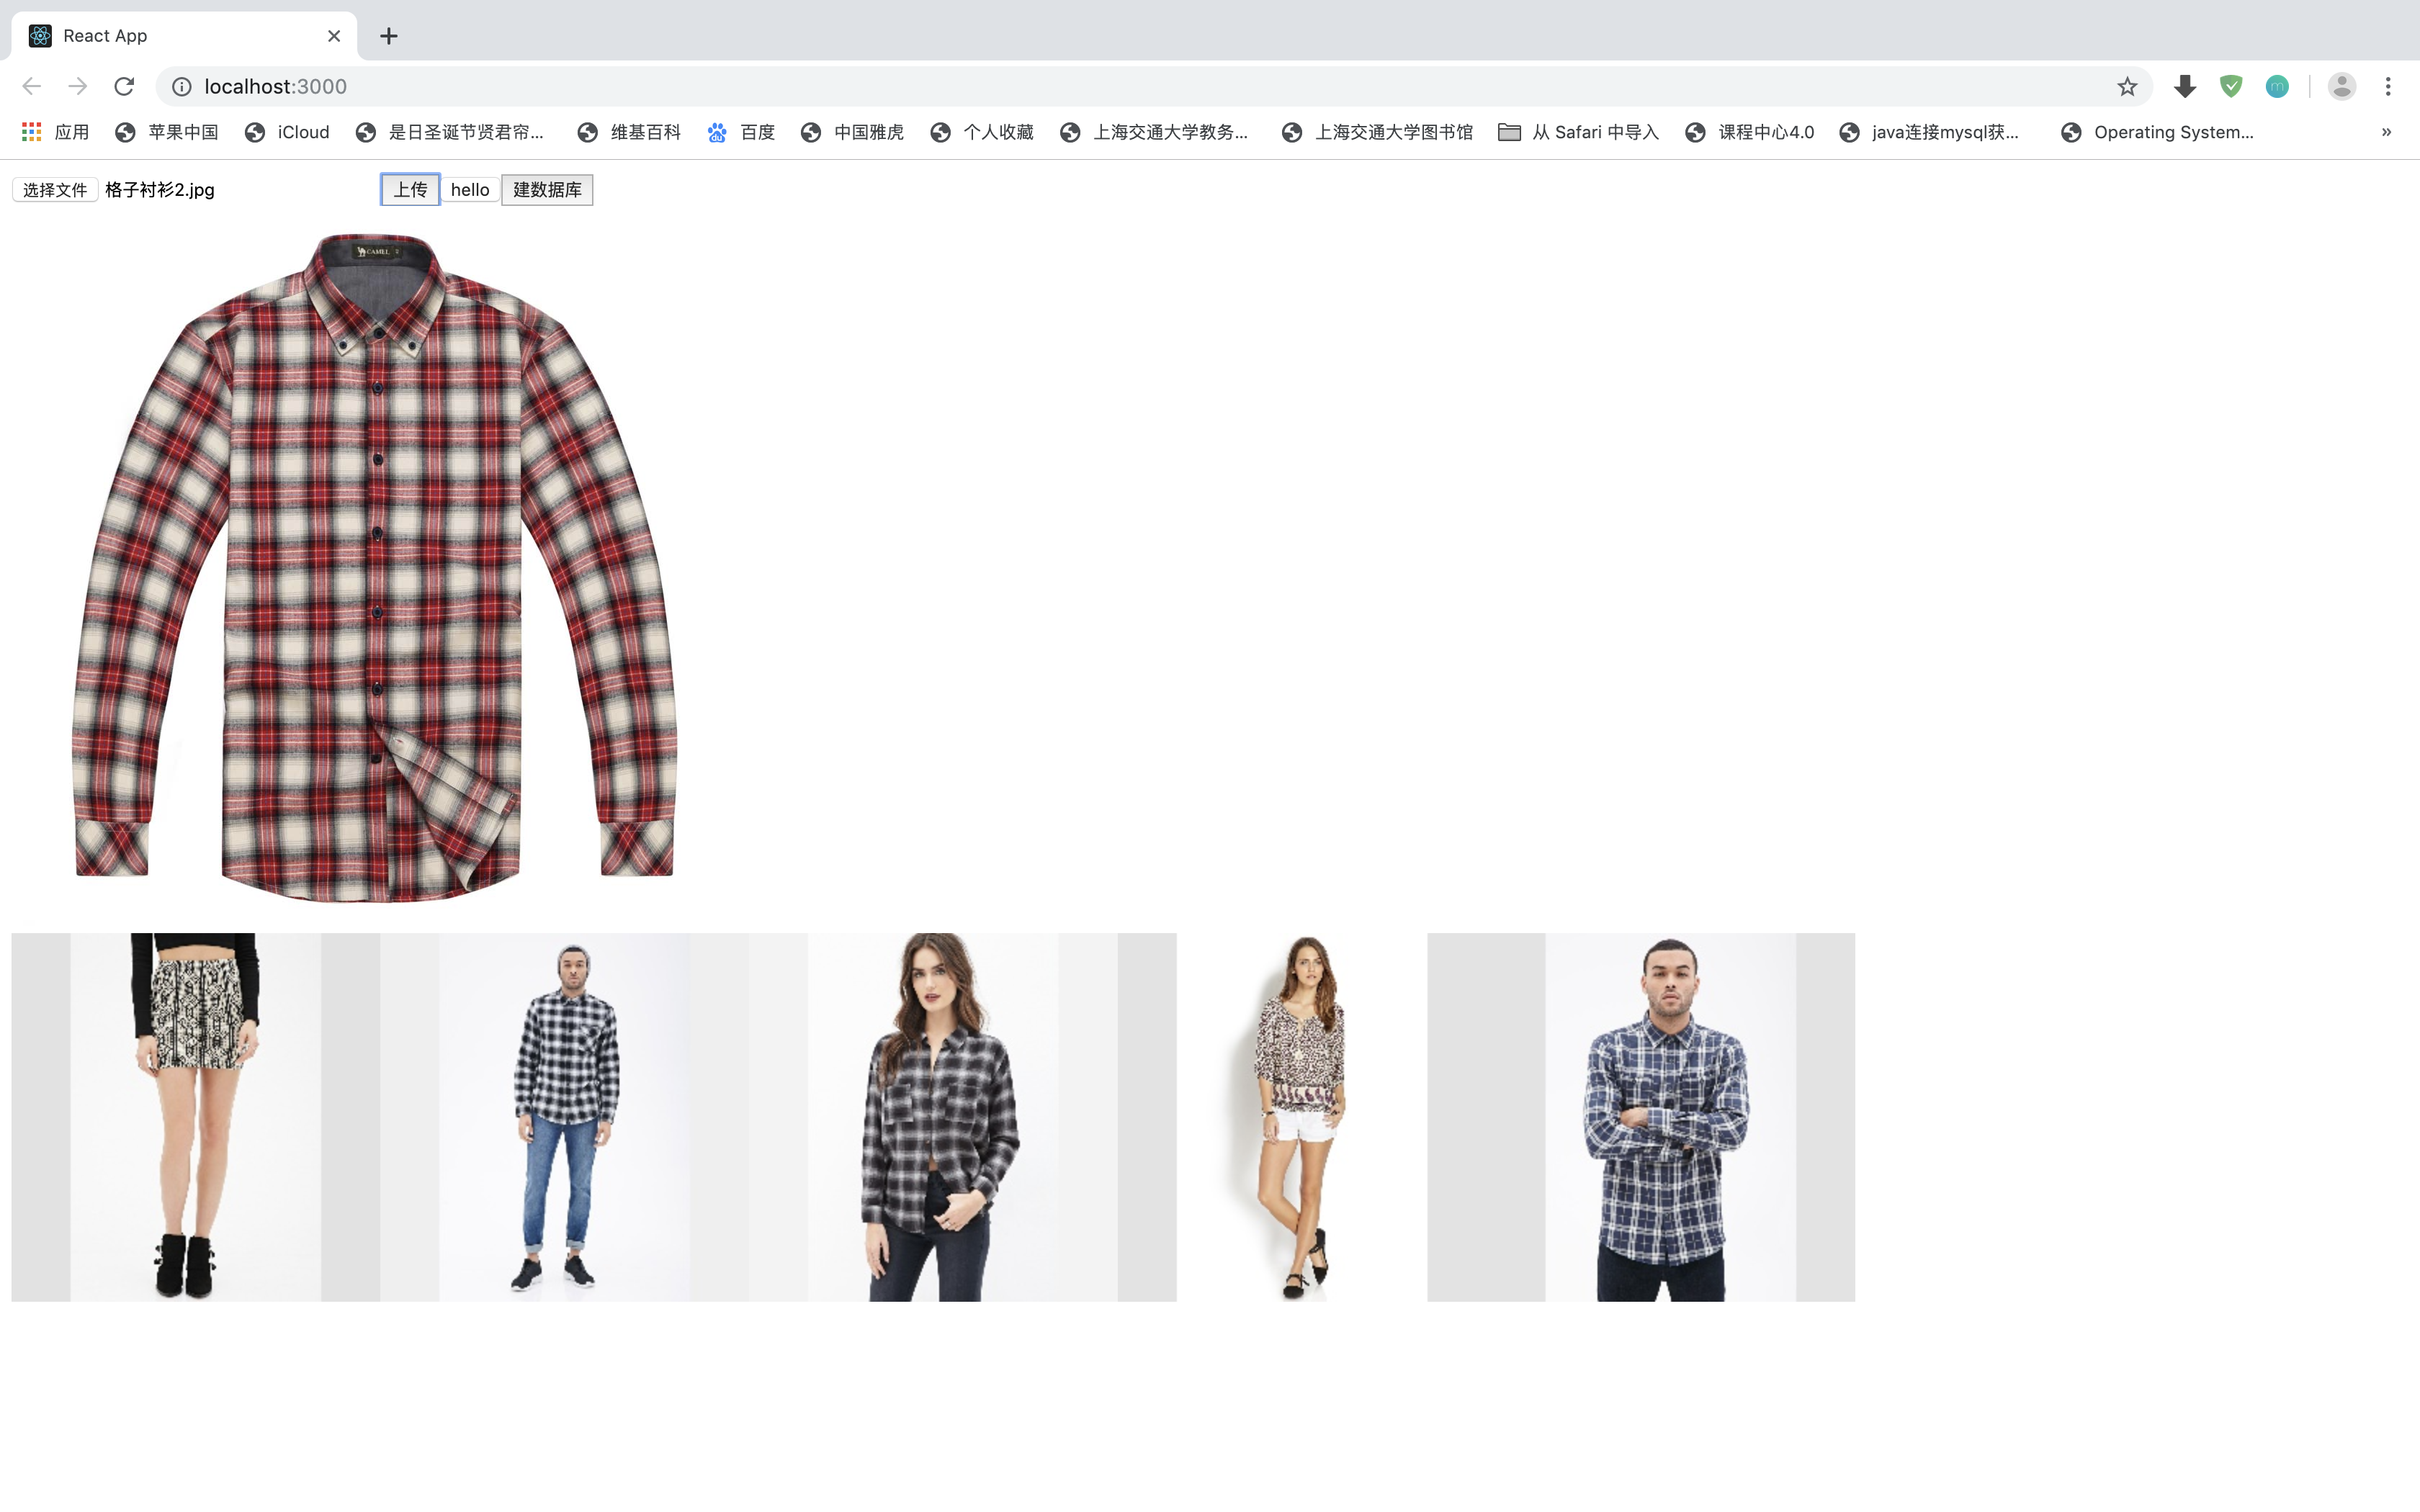 React App
localhost:3000
应用 苹果中国 iCloud 是日圣诞节贤君帘... 维基百科 百度 中国雅虎 个人收藏 上海交通大学教务... 上海交通大学图书馆 从 Safari 中导入 课程中心4.0 java连接mysql获... Operating System... »
选择文件 格子衬衫2.jpg 上传 hello 建数据库
CAMEL